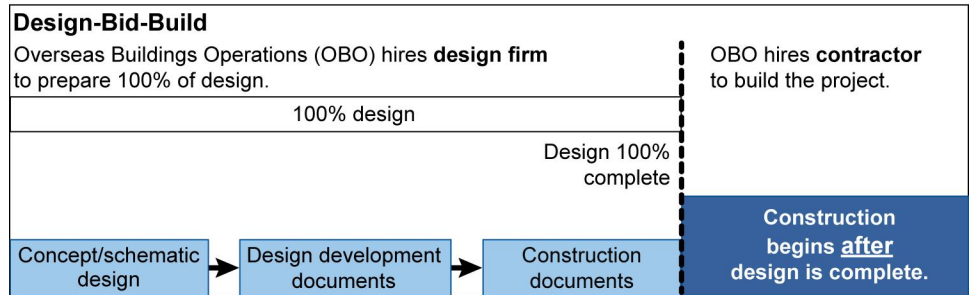 Design-Bid-Build
Overseas Buildings Operations (OBO) hires design firm
to prepare 100% of design.
OBO hires contractor
to build the project.
100% design
Design 100%
complete
Concept/schematic
design
Design development
documents
Construction
documents
Construction
begins after
design is complete.